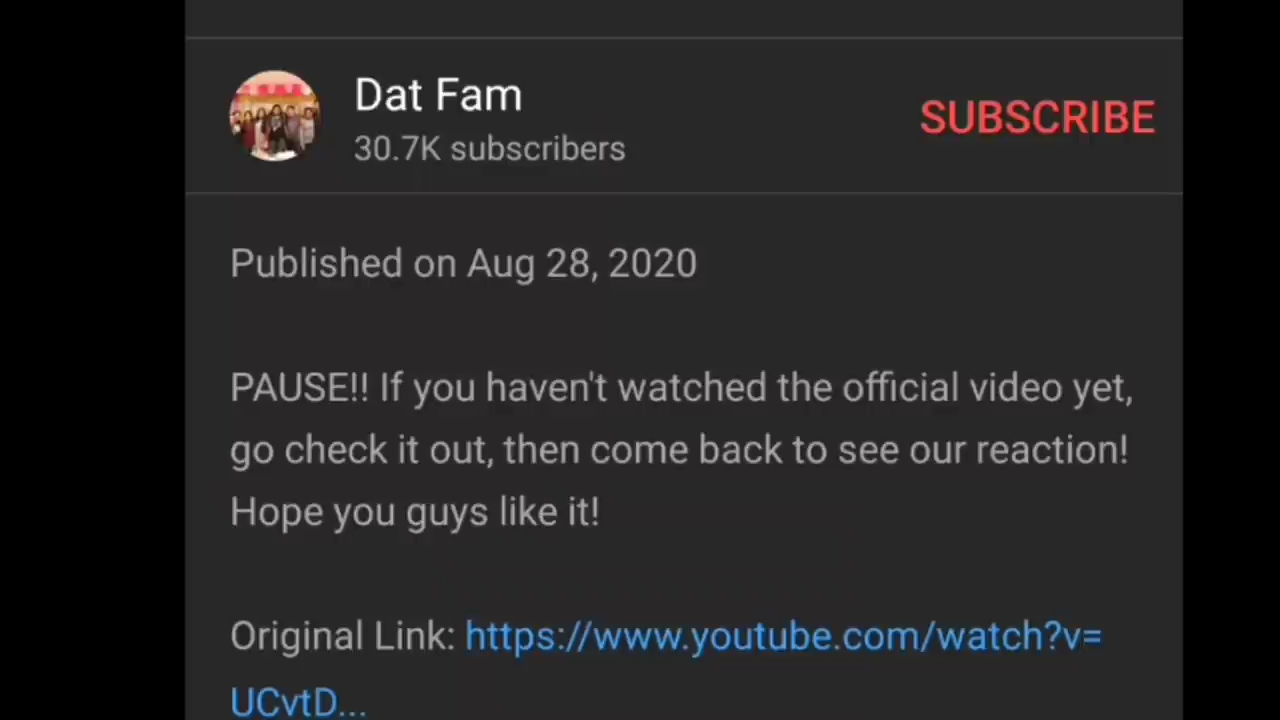 Dat Fam
30.7K subscribers
SUBSCRIBE
Published on Aug 28, 2020
PAUSE!! If you haven't watched the official video yet,
go check it out, then come back to see our reaction!
Hope you guys like it!
Original Link: https://www.youtube.com/watch?v=
UCvtD...